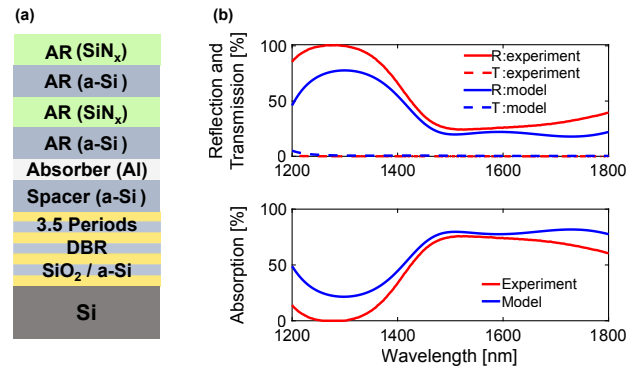 (a)
AR (SiNx)
AR (a-Si)
AR (SiNx)
AR (a-Si)
Absorber (Al)
Spacer (a-Si)
3.5 Periods
DBR
SiO2 / a-Si
Si
(b)
Reflection and
Transmission [%]
100
50
0
R:experiment
T:experiment
R:model
T:model
1200
1400
1600
1800
Absorption [%]
100
50
0
Experiment
Model
1200
1400
1600
1800
Wavelength [nm]